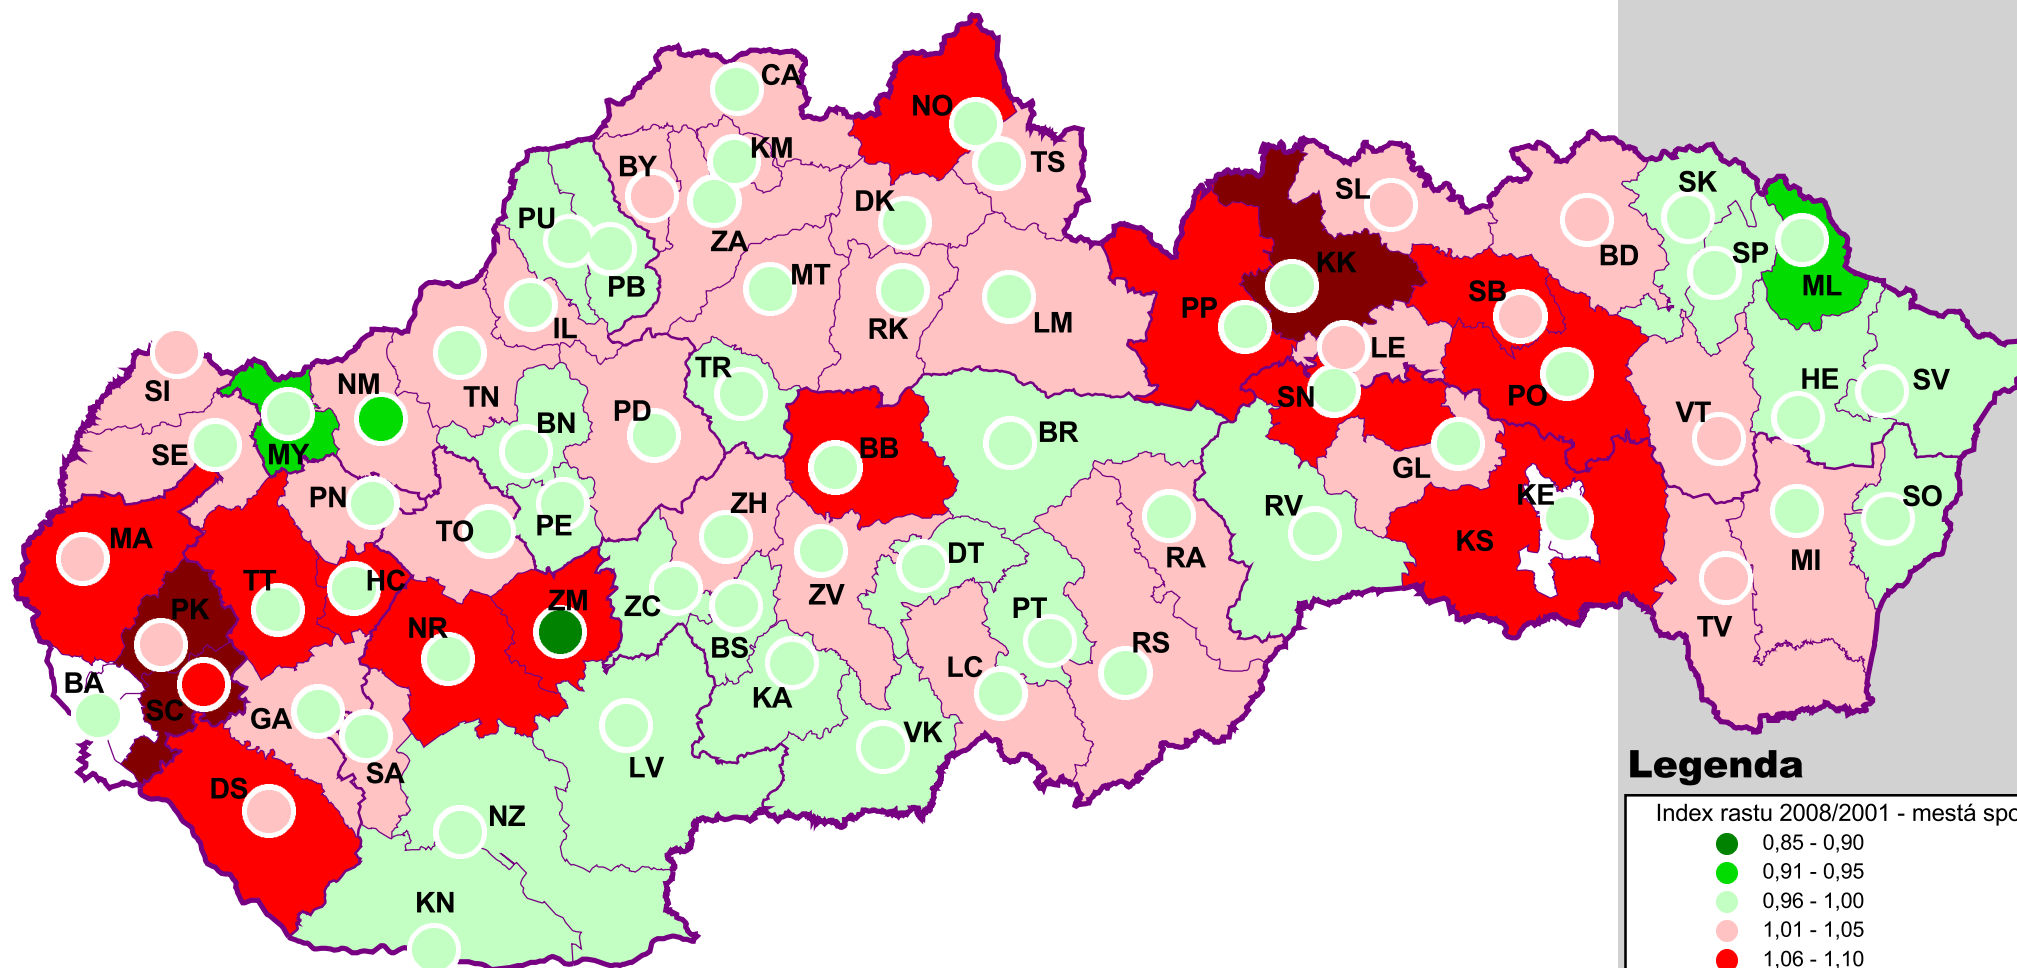 CA
NO
KM
BY
TS
DK
SL
SK
PU
ZA
BD
SP
KK
MT
PB
ML
SB
PP
LM
IL
RK
LE
TR
SI
NM
TN
SN
HE
SV
PD
PO
VT
BN
BR
BB
SE
MY
GL
PN
ZH
RV
KE
SO
TO
PE
MA
KS
DT
RA
MI
TT
HC
ZV
ZM
PK
ZC
PT
NR
TV
BS
RS
LC
BA
KA
SC
GA
VK
LV
SA
DS
NZ
KN
Legenda
Index rastu 2008/2001 - mestá
0,85 - 0,90
0,91 - 0,95
0,96 - 1,00
1,01 - 1,05
1,06 - 1,10